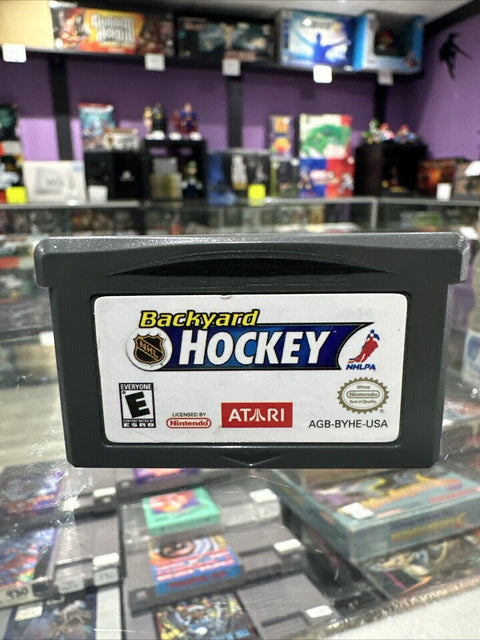 Backyard
NHL
HOCKEY
NHLPA
EVERYONE
E
ESRB
LICENSED BY
Nintendo
ATARI
Official
Nintendo
Seal of Quality
AGB-BYHE-USA